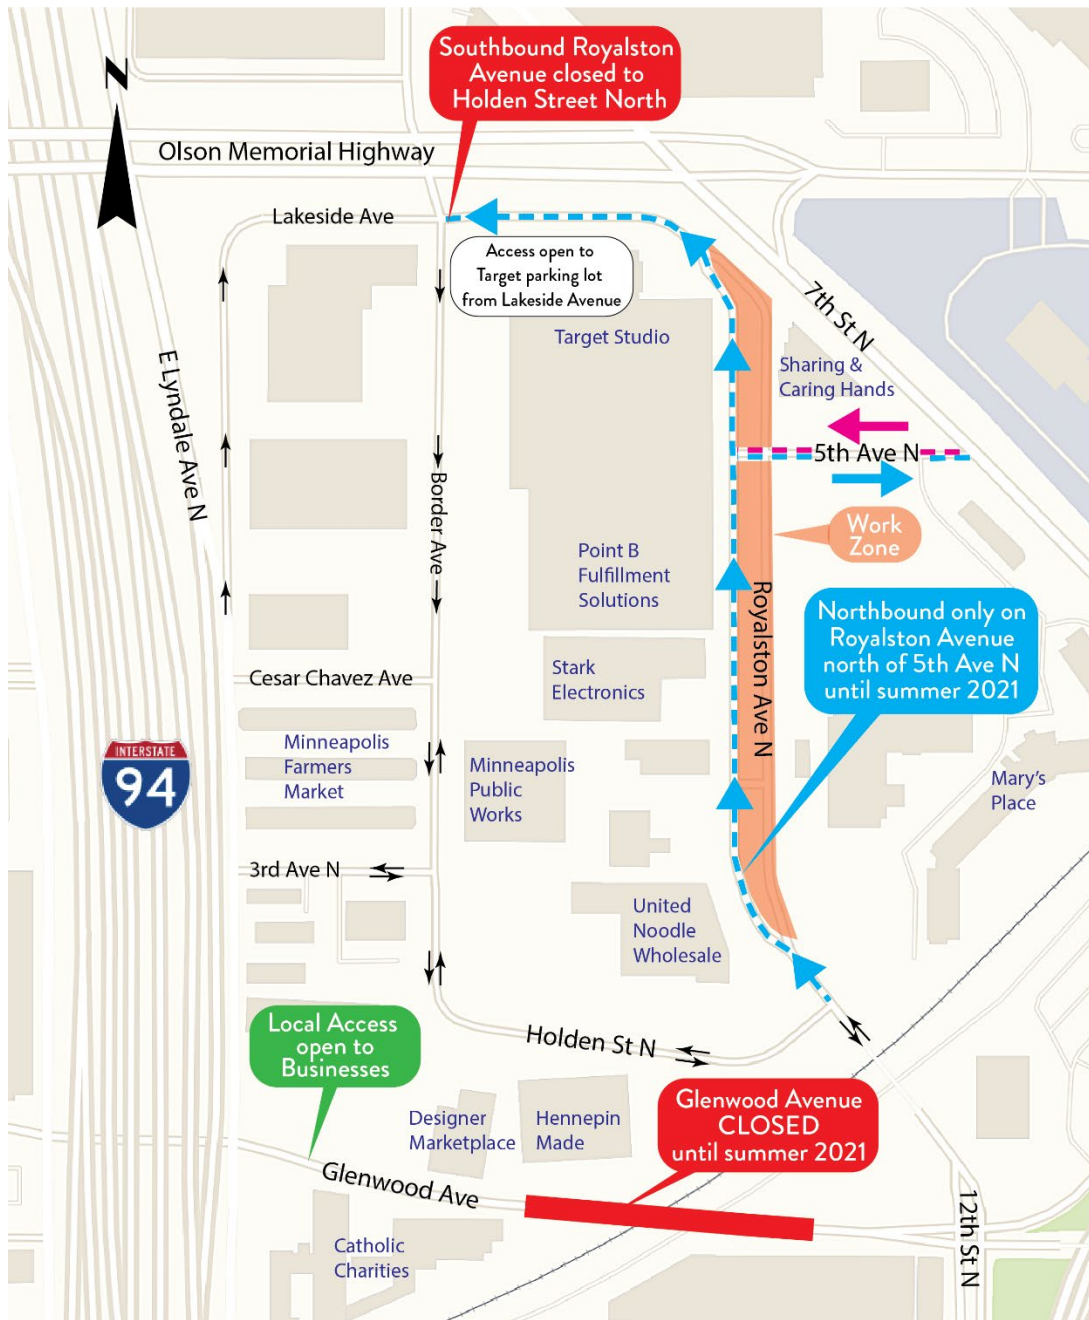 Southbound Royalston
Avenue closed to
Holden Street North
N
Olson Memorial Highway
Lakeside Ave
Access open to
Target parking lot
from Lakeside Avenue
7th St N
Target Studio
Sharing &
Caring Hands
E Lyndale Ave N
5th Ave N
Border Ave
Work
Zone
Point B
Fulfillment
Solutions
Royalston Ave N
Northbound only on
Royalston Avenue
north of 5th Ave N
until summer 2021
Cesar Chavez Ave
Stark
Electronics
INTERSTATE
94
Minneapolis
Farmers
Market
Minneapolis
Public
Works
Mary's
Place
3rd Ave N
United
Noodle
Wholesale
Local Access
open to
Businesses
Holden St N
Designer
Marketplace
Hennepin
Made
Glenwood Avenue
CLOSED
until summer 2021
Glenwood Ave
12th St N
Catholic
Charities